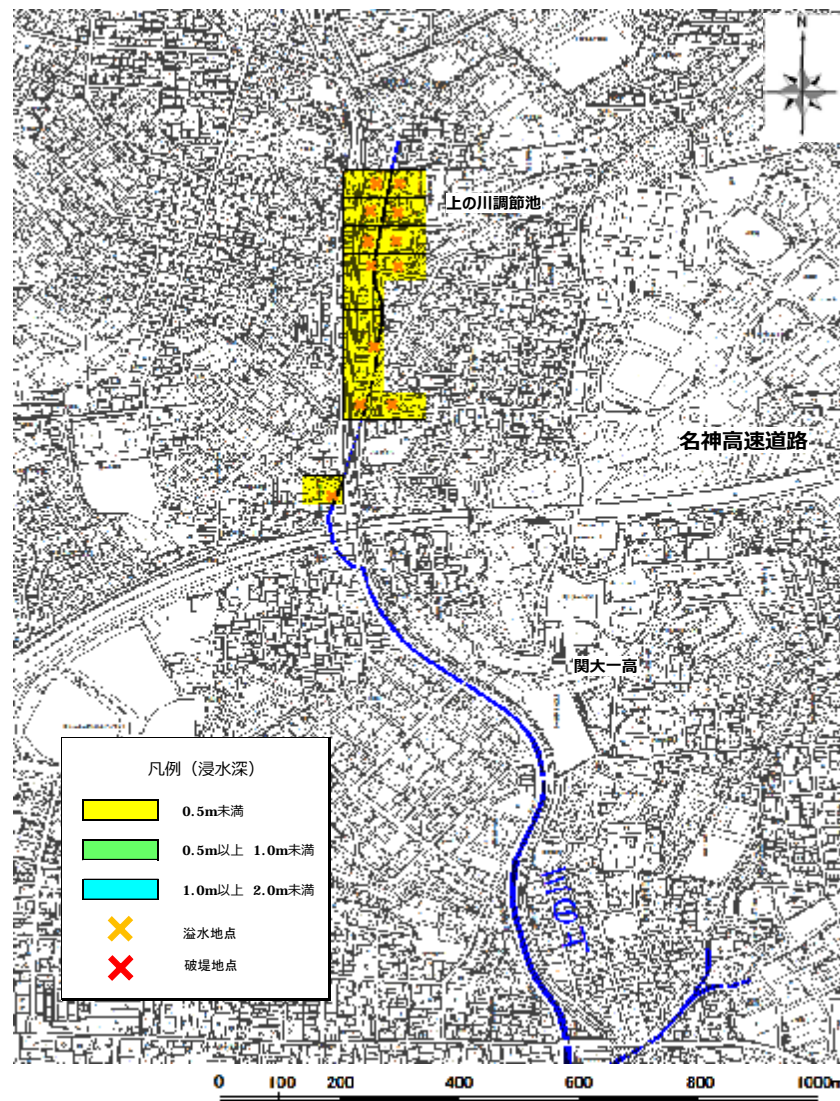 N
上の川調節池
名神高速道路
関大一高
凡例（浸水深）
0.5m未満
0.5m以上 1.0m未満
1.0m以上 2.0m未満
溢水地点
破堤地点
上の川
0 100 200 400 600 800 1000m